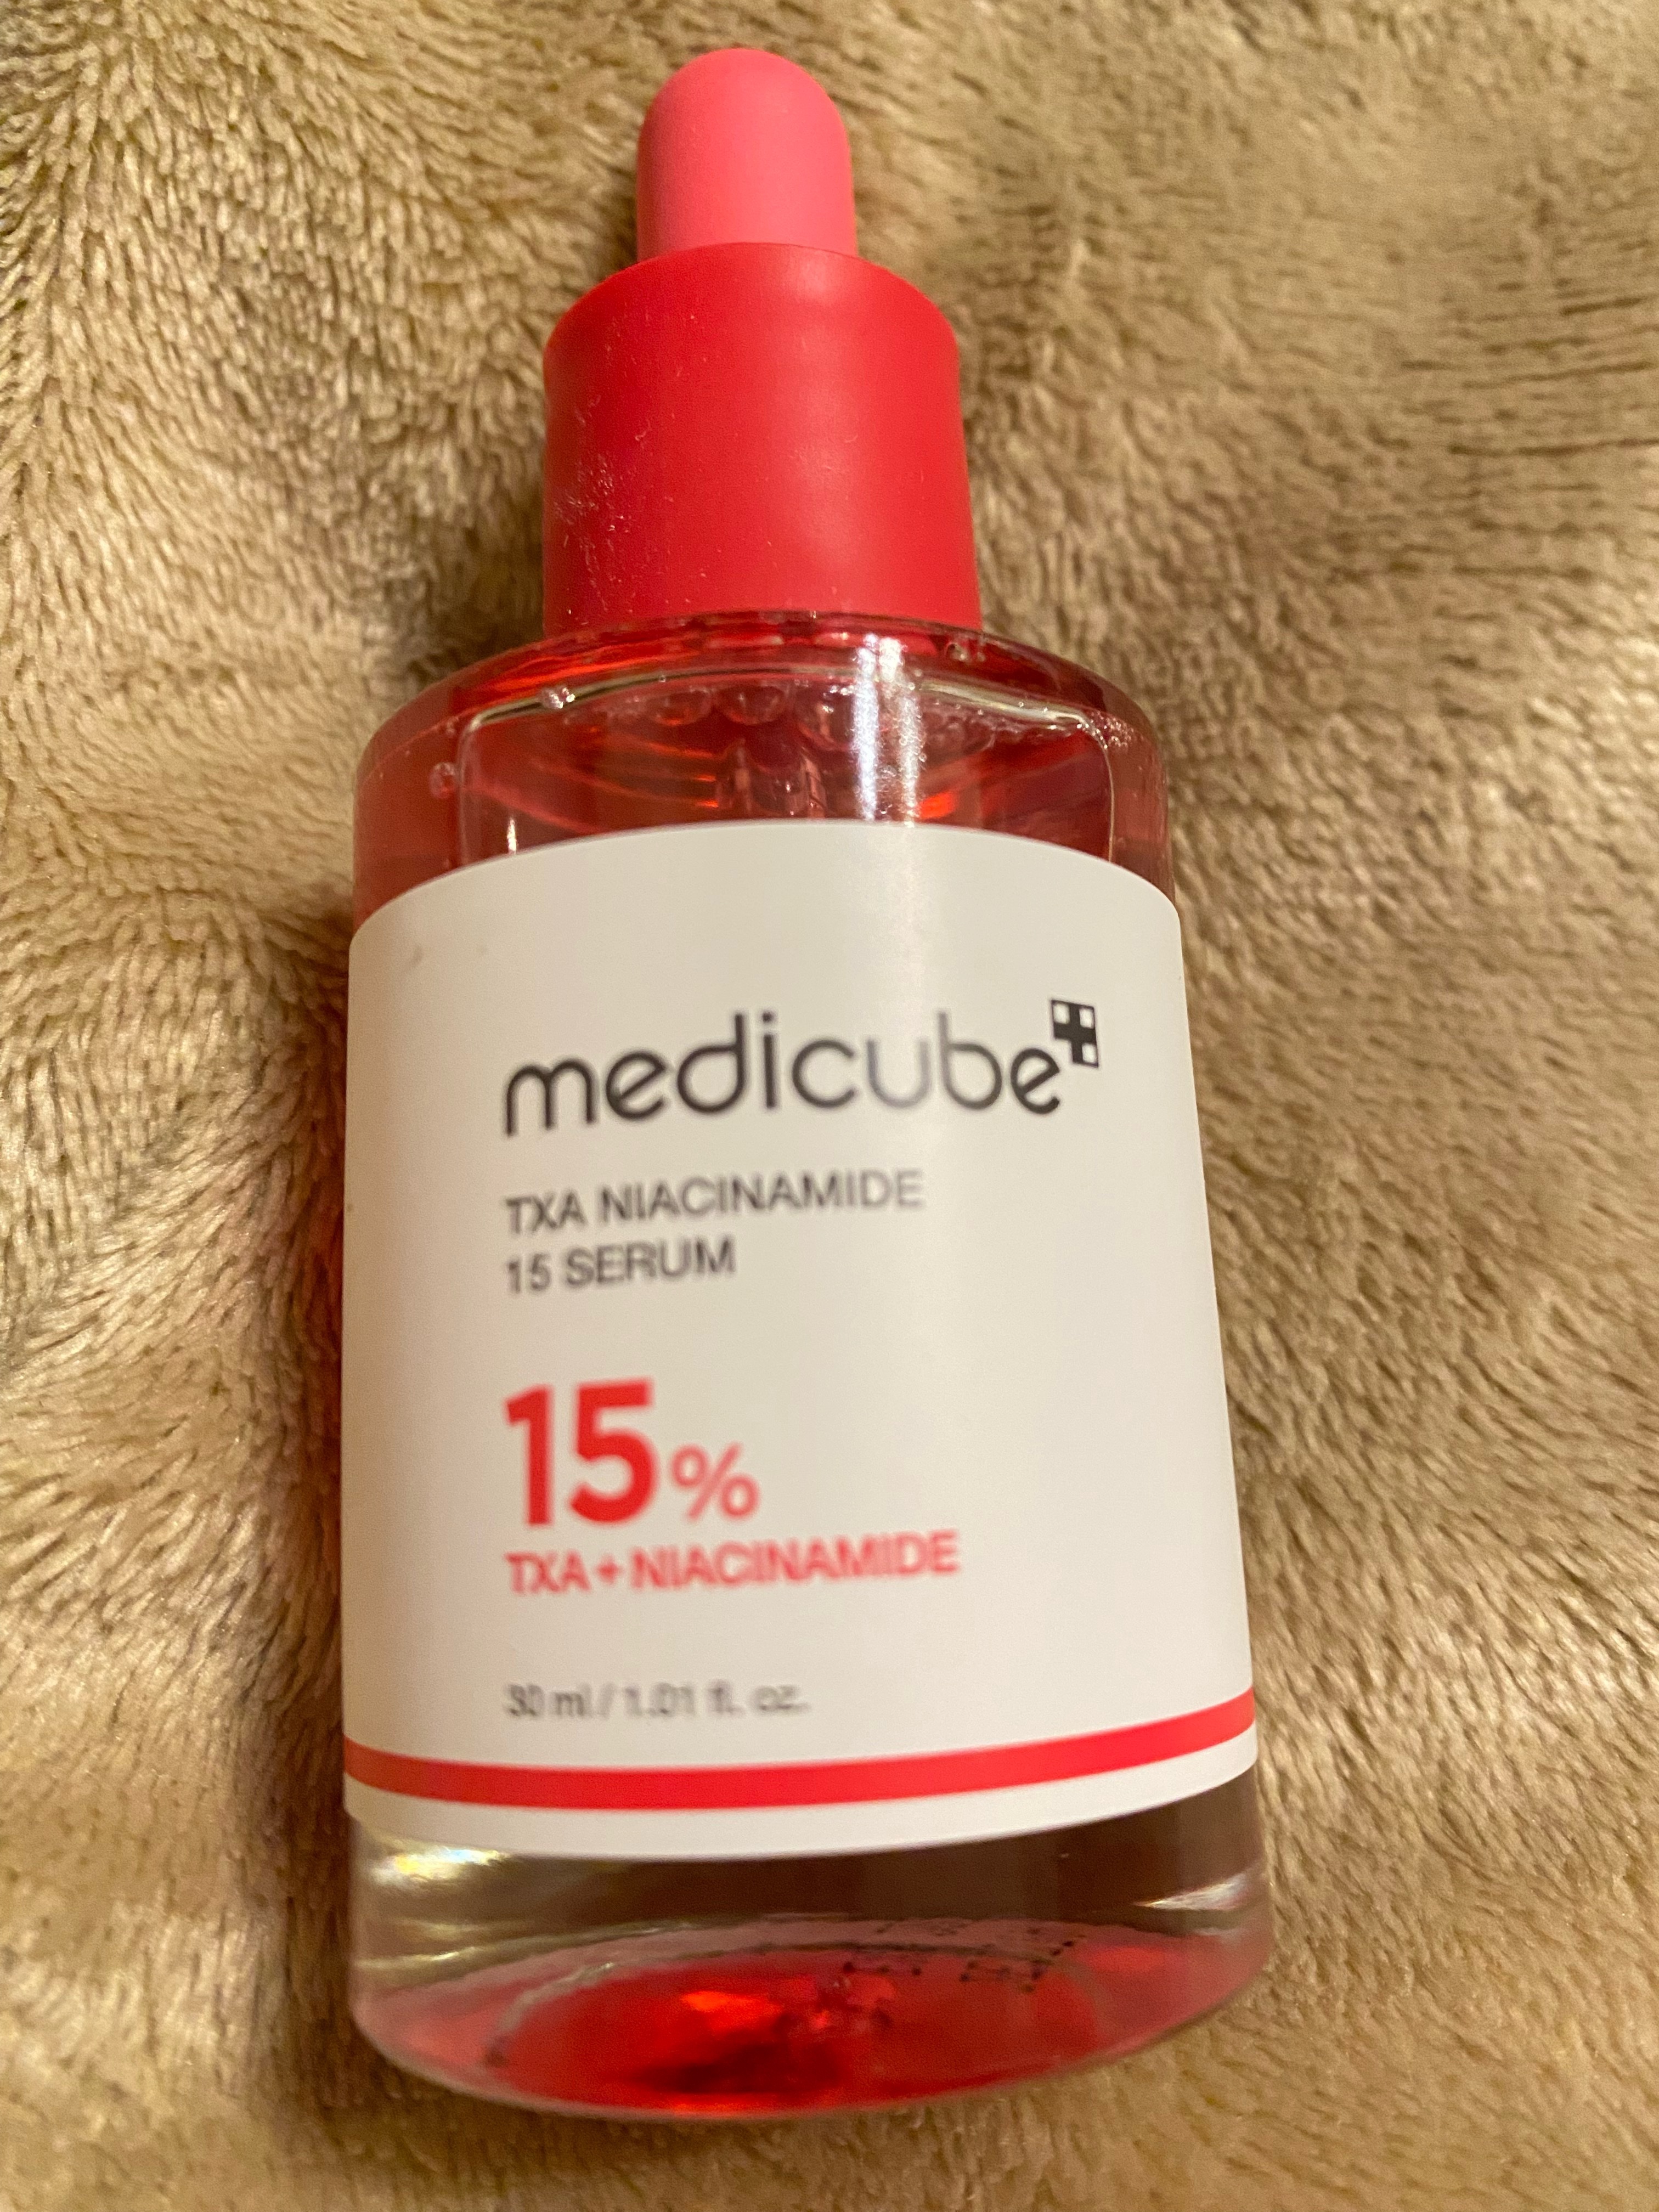 medicube
TXA NIACINAMIDE
15 SERUM
15%
TXA + NIACINAMIDE
30 ml / 1.01 fl. oz.